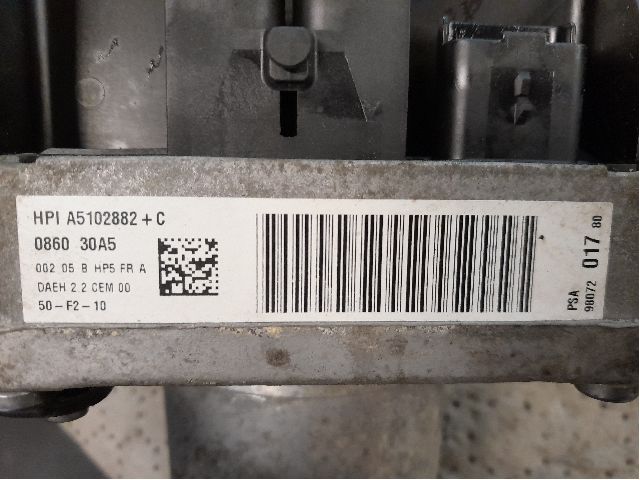 HPI A5102882+C
0860 30A5
002 05 B HP5 FR A
DAEH 2 2 CEM 00
50-F2-10
PSA
98072 017 80